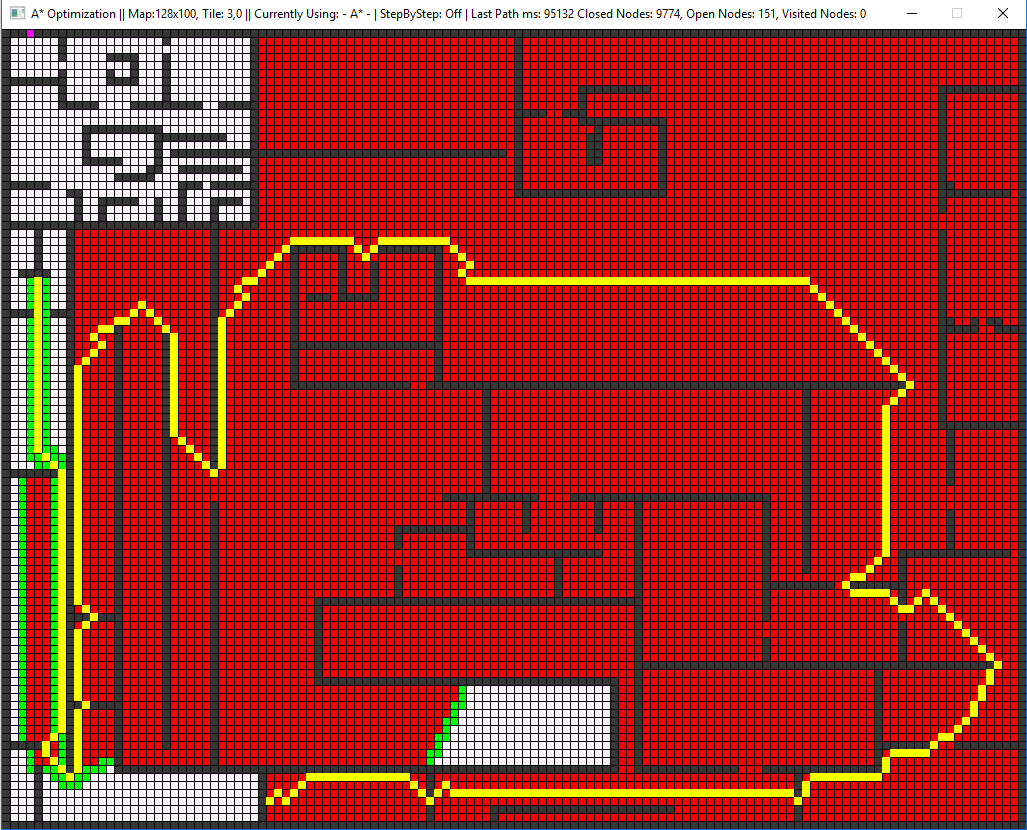 A* Optimization || Map:128x100, Tile: 3,0 || Currently Using: - A* - | StepByStep: Off | Last Path ms: 95132 Closed Nodes: 9774, Open Nodes: 151, Visited Nodes: 0